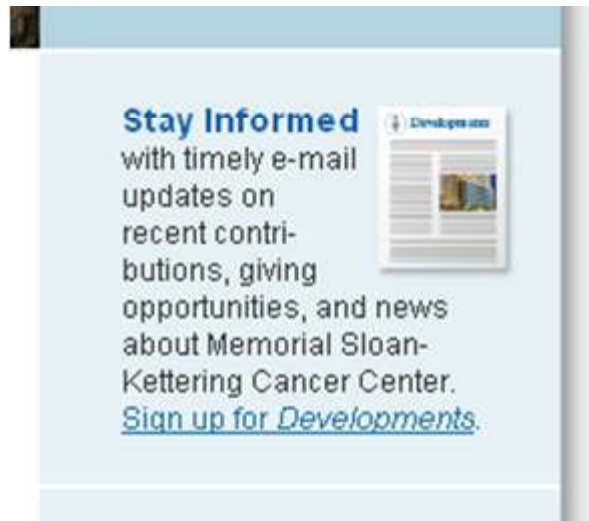 Stay Informed
Developments
with timely e-mail
updates on
recent contri-
butions, giving
opportunities, and news
about Memorial Sloan-
Kettering Cancer Center.
Sign up for Developments.